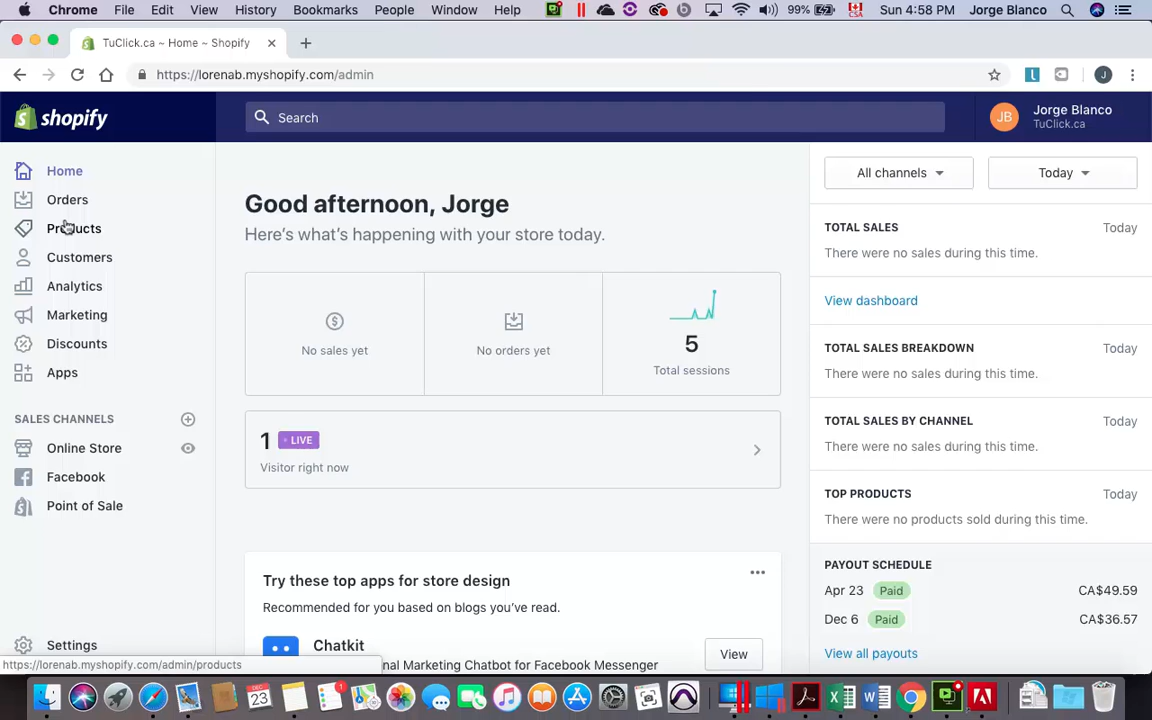 Chrome File Edit View History Bookmarks People Window Help 99% Sun 4:58 PM Jorge Blanco
TuClick.ca ~ Home ~ Shopify
https://lorenab.myshopify.com/admin
J
shopify
Search
JB
Jorge Blanco
TuClick.ca
Home
Orders
Products
Customers
Analytics
Marketing
Discounts
Apps
SALES CHANNELS
Online Store
Facebook
Point of Sale
Settings
https://lorenab.myshopify.com/admin/products
Good afternoon, Jorge
Here's what's happening with your store today.
No sales yet
No orders yet
5
Total sessions
1 LIVE
Visitor right now
Try these top apps for store design
Recommended for you based on blogs you've read.
Chatkit
nal Marketing Chatbot for Facebook Messenger
View
All channels
Today
TOTAL SALES Today
There were no sales during this time.
View dashboard
TOTAL SALES BREAKDOWN Today
There were no sales during this time.
TOTAL SALES BY CHANNEL Today
There were no sales during this time.
TOP PRODUCTS Today
There were no products sold during this time.
PAYOUT SCHEDULE
Apr 23 Paid CA$49.59
Dec 6 Paid CA$36.57
View all payouts
DEC
23
1